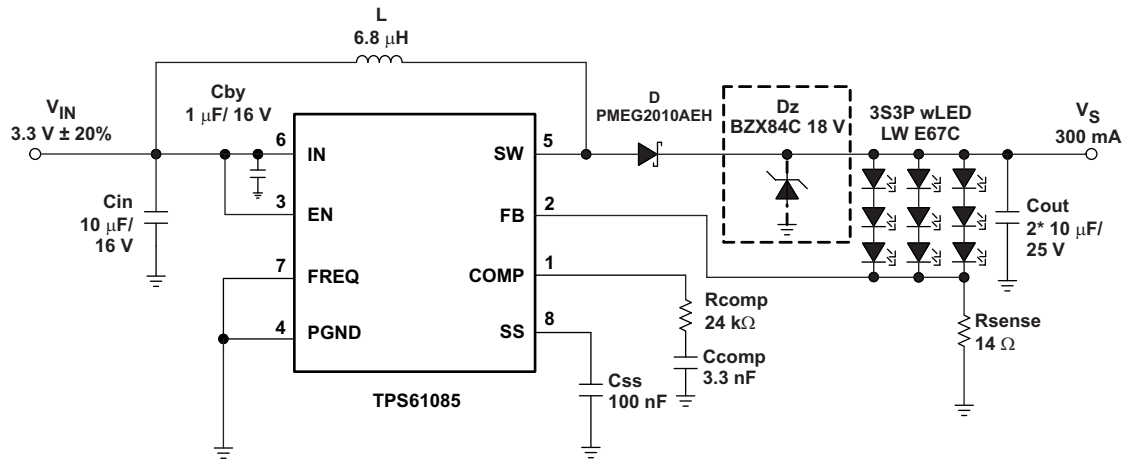 L
6.8 μH
Cby
1 μF/ 16 V
VIN
3.3 V ± 20%
D
PMEG2010AEH
Dz
BZX84C 18 V
3S3P wLED
LW E67C
VS
300 mA
6
IN
SW
5
3
EN
FB
2
Cin
10 μF/
16 V
Cout
2* 10 μF/
25 V
7
FREQ
COMP
1
Rcomp
24 kΩ
4
PGND
SS
8
Rsense
14 Ω
Ccomp
3.3 nF
Css
100 nF
TPS61085